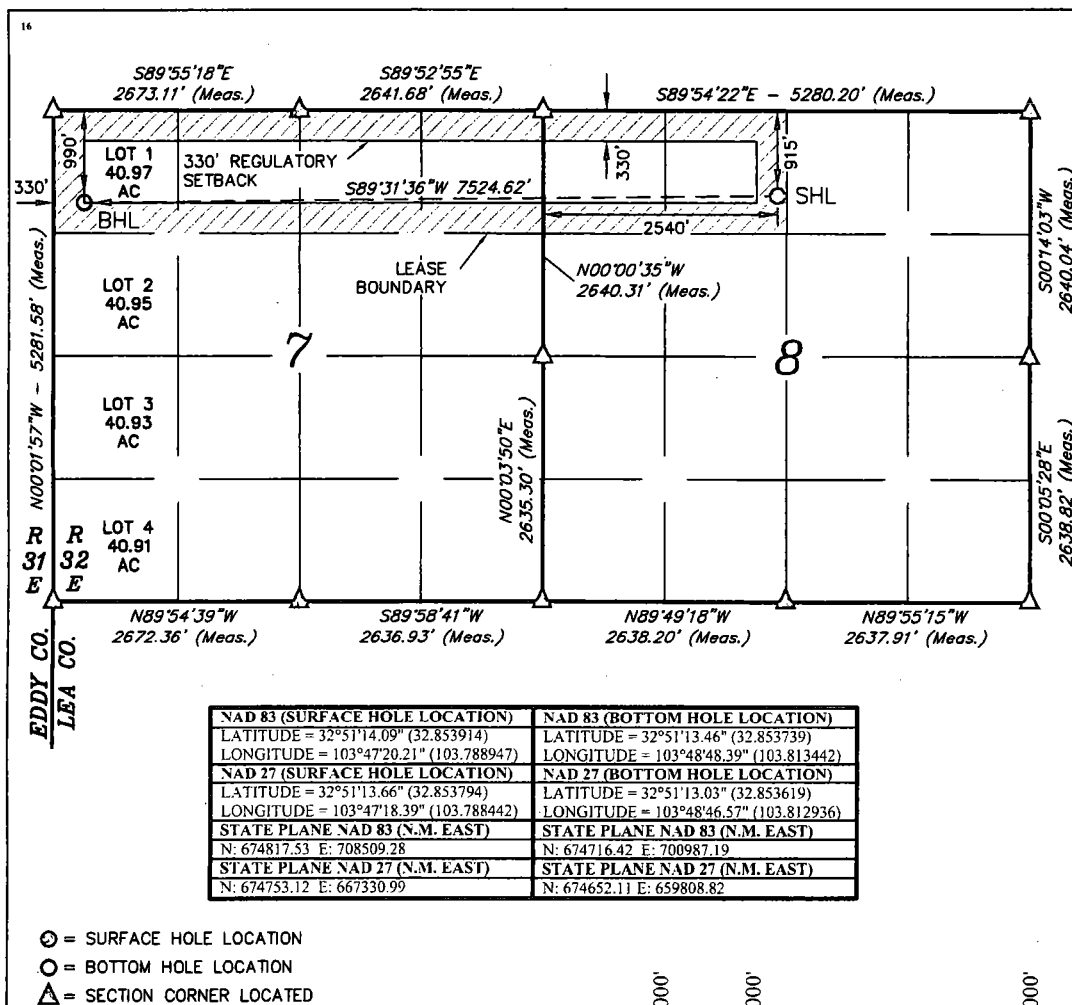 16
S89°55'18"E
2673.11' (Meas.)
S89°52'55"E
2641.68' (Meas.)
S89°54'22"E - 5280.20' (Meas.)
990'
LOT 1
40.97
AC
330' REGULATORY
SETBACK
330'
915'
330'
S89°31'36"W 7524.62'
SHL
BHL
2540'
LEASE
BOUNDARY
N00°00'35"W
2640.31' (Meas.)
N00°01'57"W - 5281.58' (Meas.)
S00°14'03"W
2640.04' (Meas.)
LOT 2
40.95
AC
7
8
LOT 3
40.93
AC
N00°03'50"E
2635.30' (Meas.)
S00°05'28"E
2638.82' (Meas.)
LOT 4
40.91
AC
R R
31 32
E E
N89°54'39"W
2672.36' (Meas.)
S89°58'41"W
2636.93' (Meas.)
N89°49'18"W
2638.20' (Meas.)
N89°55'15"W
2637.91' (Meas.)
EDDY CO.
LEA CO.
NAD 83 (SURFACE HOLE LOCATION) NAD 83 (BOTTOM HOLE LOCATION)
LATITUDE = 32°51'14.09" (32.853914) LATITUDE = 32°51'13.46" (32.853739)
LONGITUDE = 103°47'20.21" (103.788947) LONGITUDE = 103°48'48.39" (103.813442)
NAD 27 (SURFACE HOLE LOCATION) NAD 27 (BOTTOM HOLE LOCATION)
LATITUDE = 32°51'13.66" (32.853794) LATITUDE = 32°51'13.03" (32.853619)
LONGITUDE = 103°47'18.39" (103.788442) LONGITUDE = 103°48'46.57" (103.812936)
STATE PLANE NAD 83 (N.M. EAST) STATE PLANE NAD 83 (N.M. EAST)
N: 674817.53 E: 708509.28 N: 674716.42 E: 700987.19
STATE PLANE NAD 27 (N.M. EAST) STATE PLANE NAD 27 (N.M. EAST)
N: 674753.12 E: 667330.99 N: 674652.11 E: 659808.82
= SURFACE HOLE LOCATION
= BOTTOM HOLE LOCATION
= SECTION CORNER LOCATED
000'
000'
000'